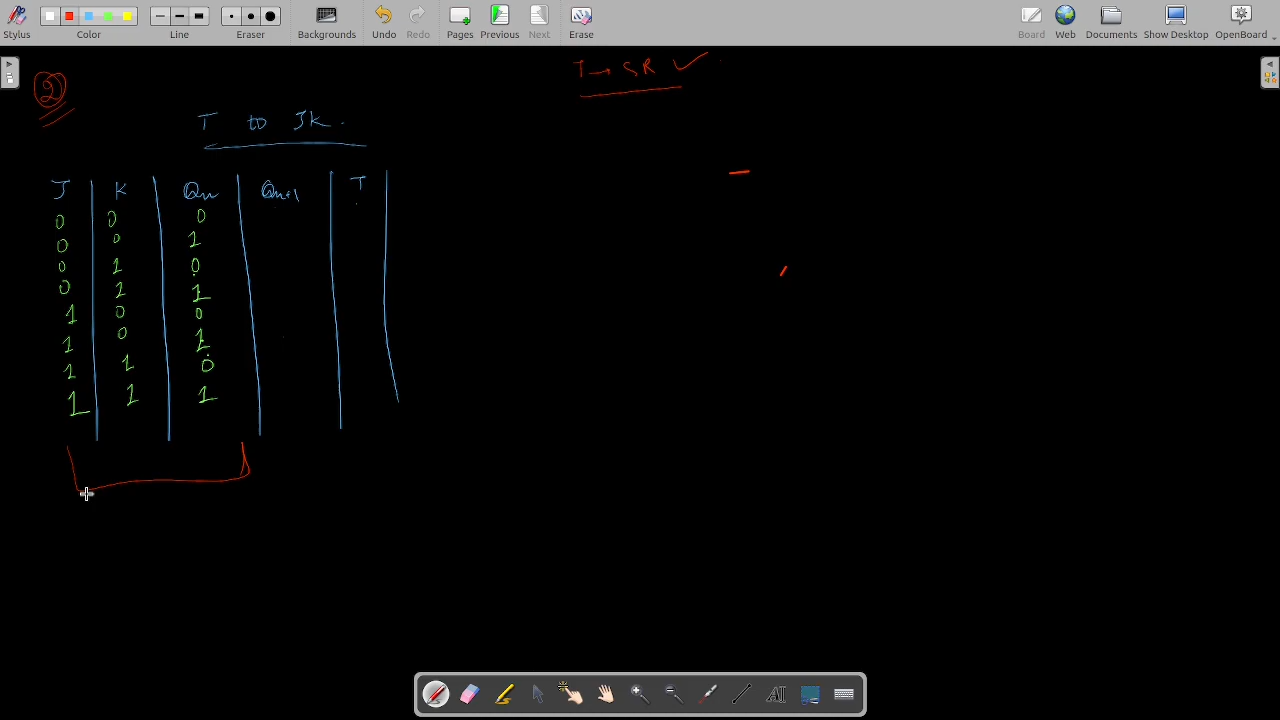 Stylus Color Line Eraser Backgrounds Undo Redo Pages Previous Next Erase Board Web Documents Show Desktop OpenBoard
T → SR ✓
2
T to JK.
J K Qn Qn+1 T
0 0 0
0 0 1
0 1 0
0 1 1
1 0 0
1 0 1
1 1 0
1 1 1